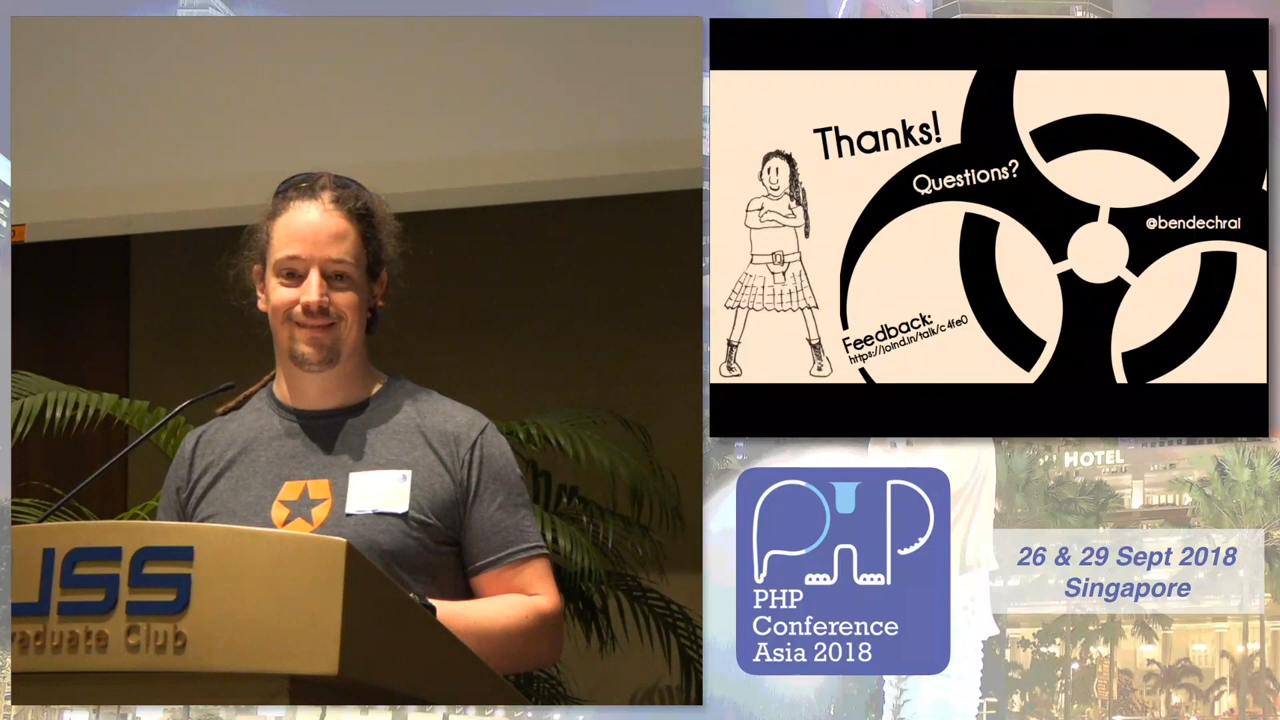 USS
Graduate Club
Thanks!
Questions?
@bendechrai
Feedback:
https://joind.in/talk/c4fe0
HOTEL
PHP
Conference
Asia 2018
26 & 29 Sept 2018
Singapore